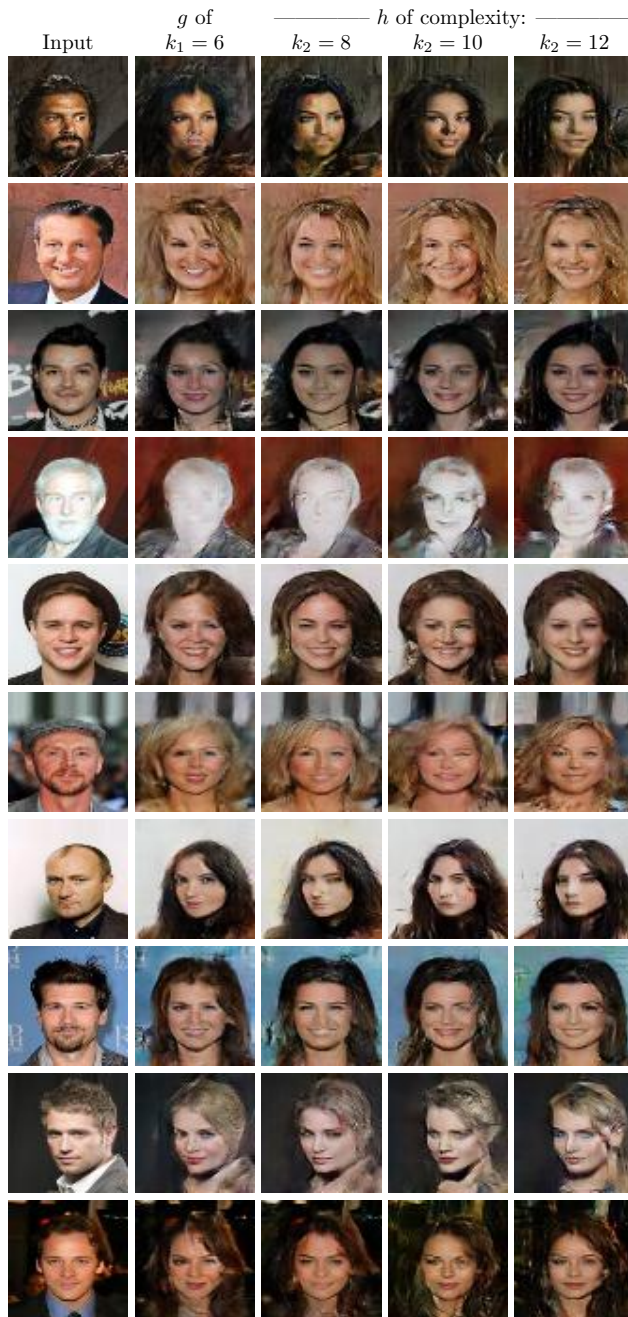 g of ——— h of complexity: ———
Input k₁ = 6 k₂ = 8 k₂ = 10 k₂ = 12